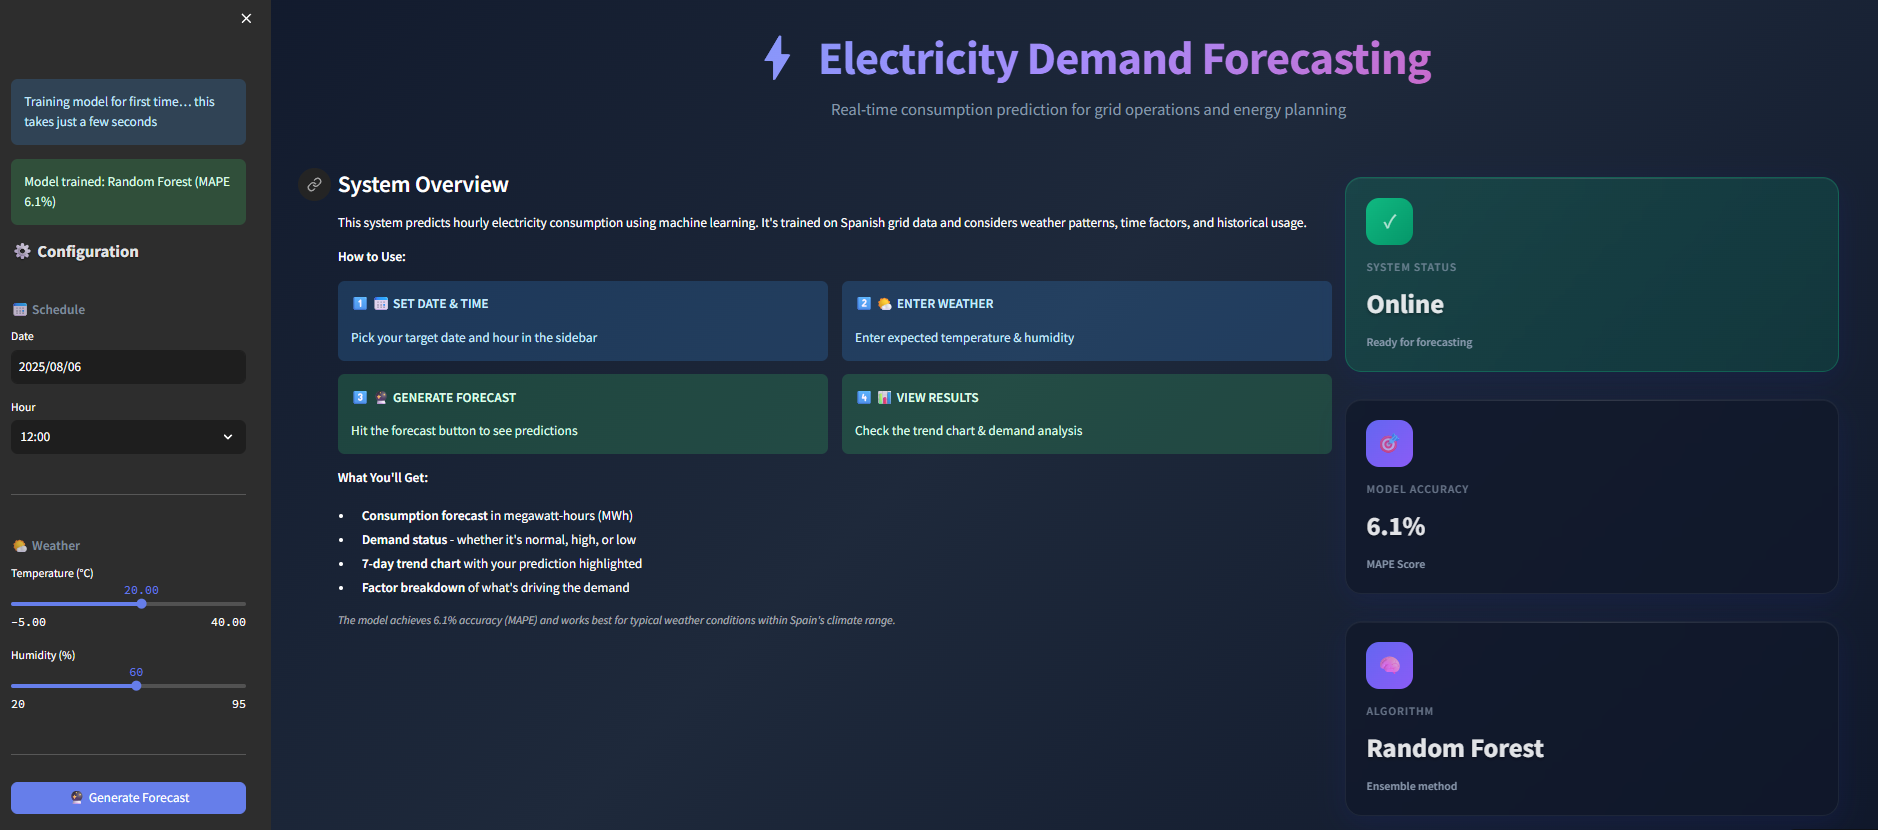 Training model for first time... this
takes just a few seconds
Model trained: Random Forest (MAPE
6.1%)
Configuration
Schedule
Date
2025/08/06
Hour
12:00
Weather
Temperature (°C)
20.00
-5.00 40.00
Humidity (%)
60
20 95
Generate Forecast
Electricity Demand Forecasting
Real-time consumption prediction for grid operations and energy planning
System Overview
This system predicts hourly electricity consumption using machine learning. It's trained on Spanish grid data and considers weather patterns, time factors, and historical usage.
How to Use:
1 SET DATE & TIME
Pick your target date and hour in the sidebar
2 ENTER WEATHER
Enter expected temperature & humidity
3 GENERATE FORECAST
Hit the forecast button to see predictions
4 VIEW RESULTS
Check the trend chart & demand analysis
What You'll Get:
• Consumption forecast in megawatt-hours (MWh)
• Demand status - whether it's normal, high, or low
• 7-day trend chart with your prediction highlighted
• Factor breakdown of what's driving the demand
The model achieves 6.1% accuracy (MAPE) and works best for typical weather conditions within Spain's climate range.
SYSTEM STATUS
Online
Ready for forecasting
MODEL ACCURACY
6.1%
MAPE Score
ALGORITHM
Random Forest
Ensemble method